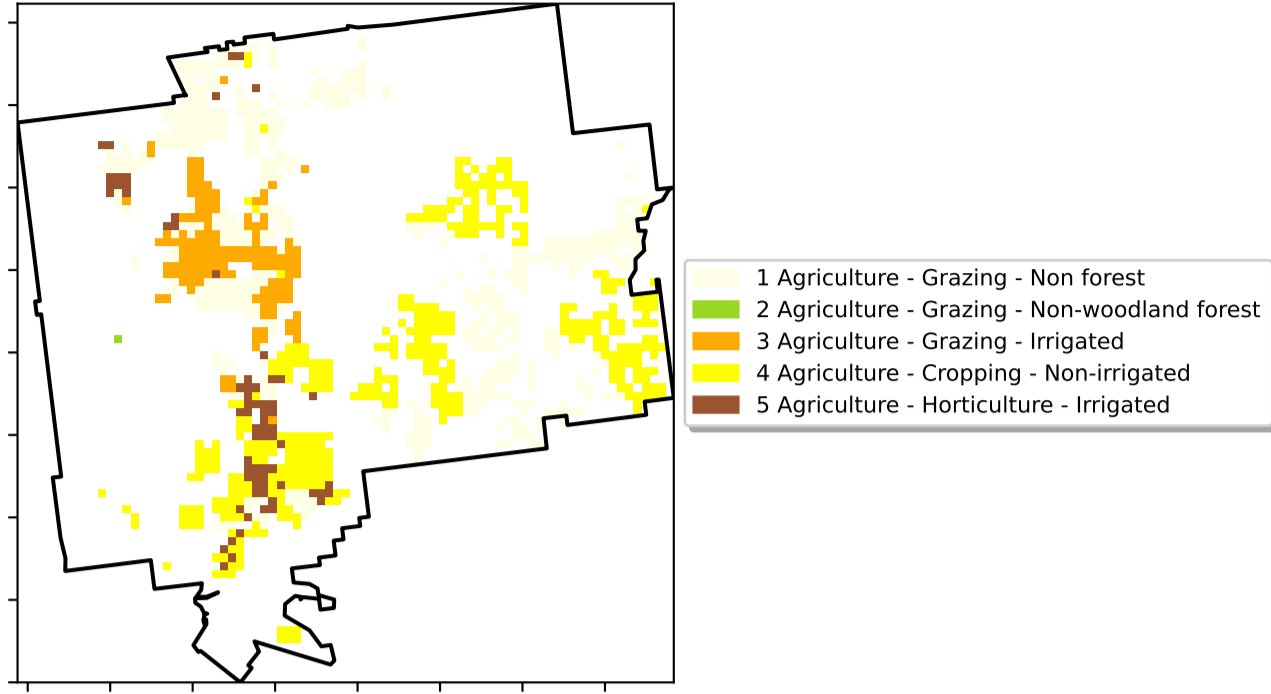 1 Agriculture - Grazing - Non forest
2 Agriculture - Grazing - Non-woodland forest
3 Agriculture - Grazing - Irrigated
4 Agriculture - Cropping - Non-irrigated
5 Agriculture - Horticulture - Irrigated